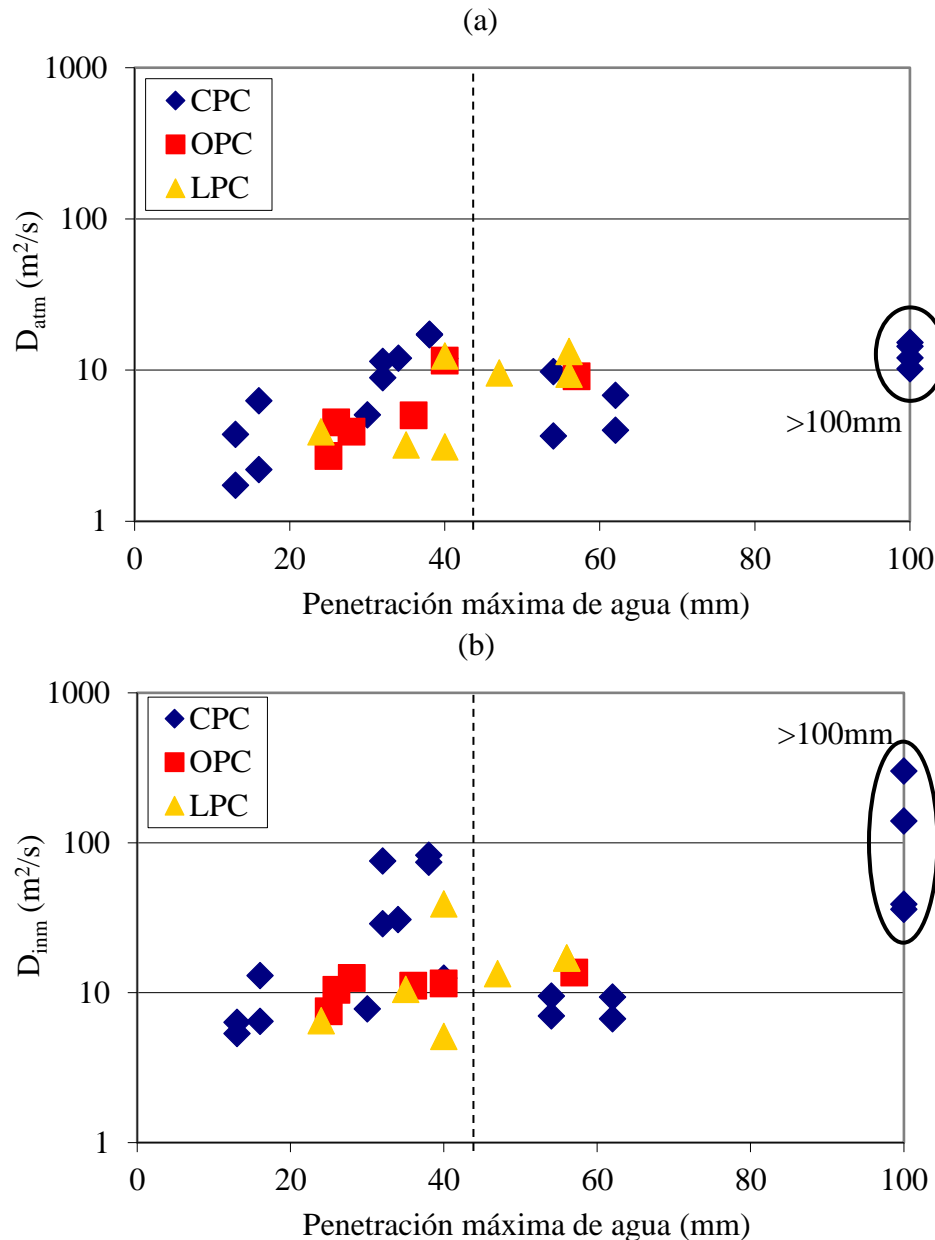 (a)
1000
100
10
1
D_atm (m²/s)
CPC
OPC
LPC
>100mm
0 20 40 60 80 100
Penetración máxima de agua (mm)
(b)
1000
100
10
1
D_inm (m²/s)
CPC
OPC
LPC
>100mm
0 20 40 60 80 100
Penetración máxima de agua (mm)